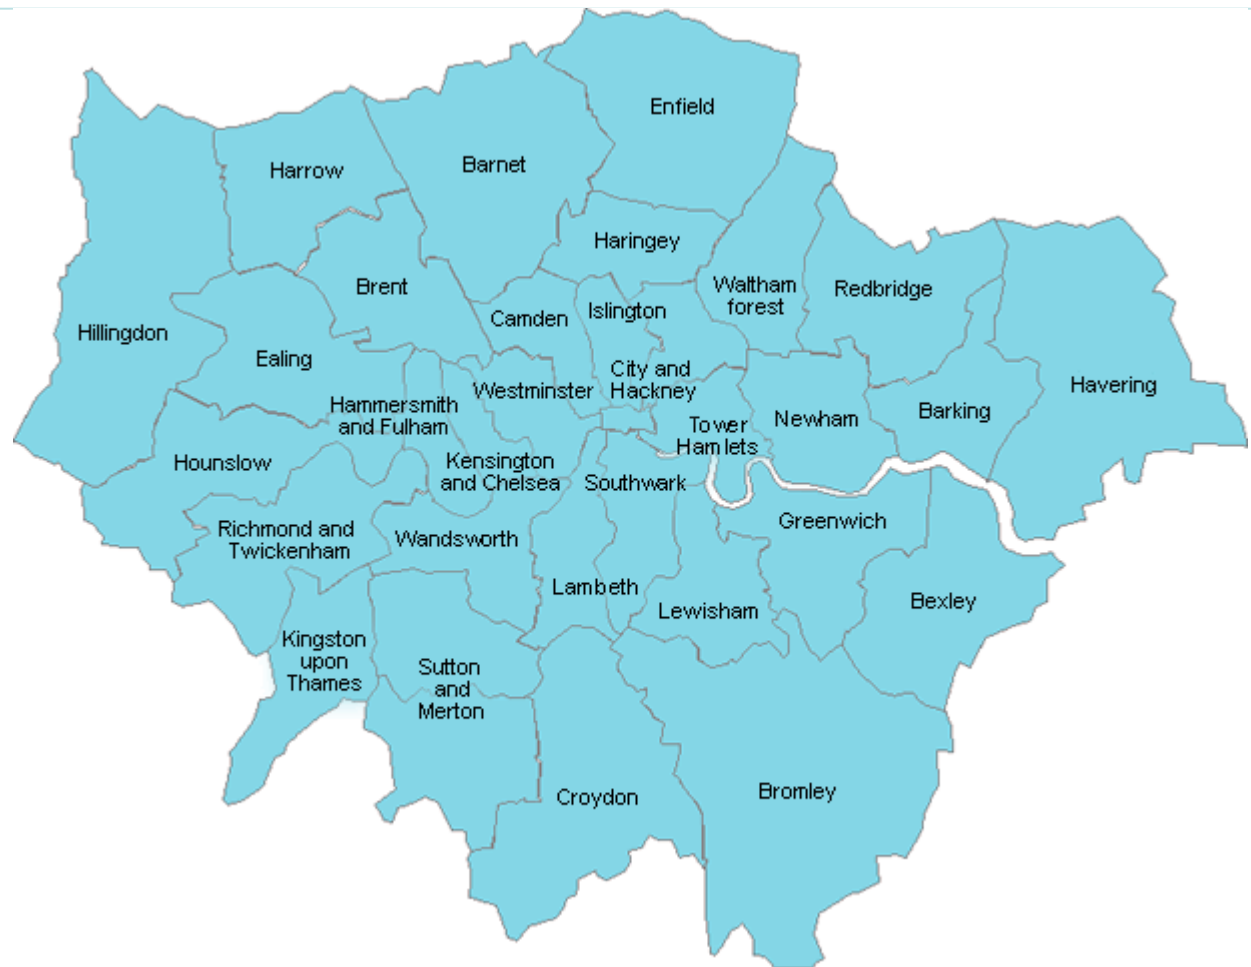 Enfield
Barnet
Harrow
Haringey
Waltham
forest
Redbridge
Brent
Islington
Camden
Hillingdon
Ealing
City and
Hackney
Westminster
Havering
Hammersmith
and Fulham
Barking
Newham
Tower
Hamlets
Hounslow
Kensington
and Chelsea
Southwark
Greenwich
Richmond and
Twickenham
Wandsworth
Lambeth
Lewisham
Bexley
Kingston
upon
Thames
Sutton
and
Merton
Bromley
Croydon